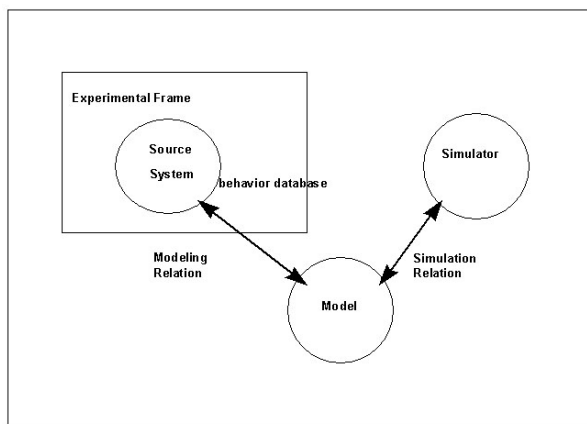 Experimental Frame
Source
System
behavior database
Simulator
Modeling
Relation
Simulation
Relation
Model